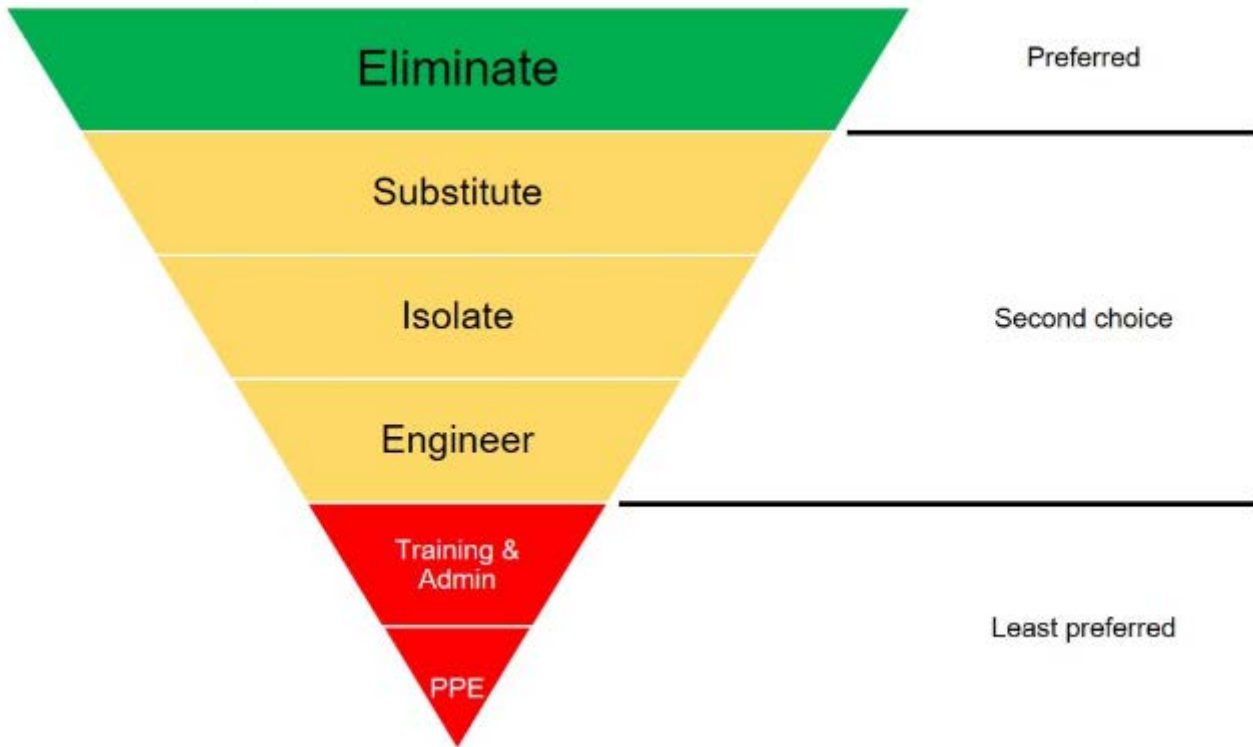 Eliminate
Preferred
Substitute
Isolate
Second choice
Engineer
Training &
Admin
Least preferred
PPE